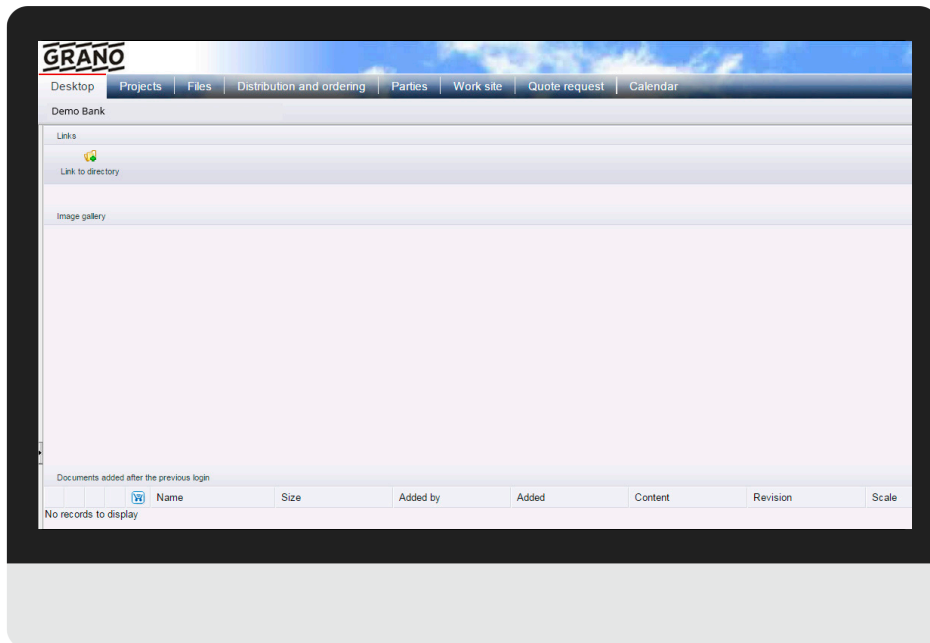 GRANO
Desktop Projects Files Distribution and ordering Parties Work site Quote request Calendar
Demo Bank
Links
Link to directory
Image gallery
Documents added after the previous login
Name Size Added by Added Content Revision Scale
No records to display